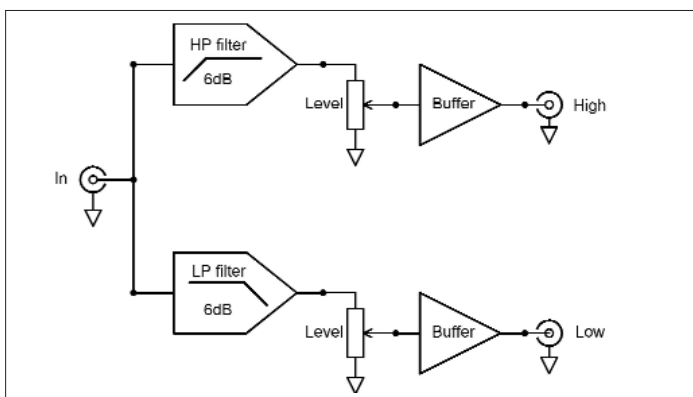 HP filter
6dB
Level
Buffer
High
In
LP filter
6dB
Level
Buffer
Low